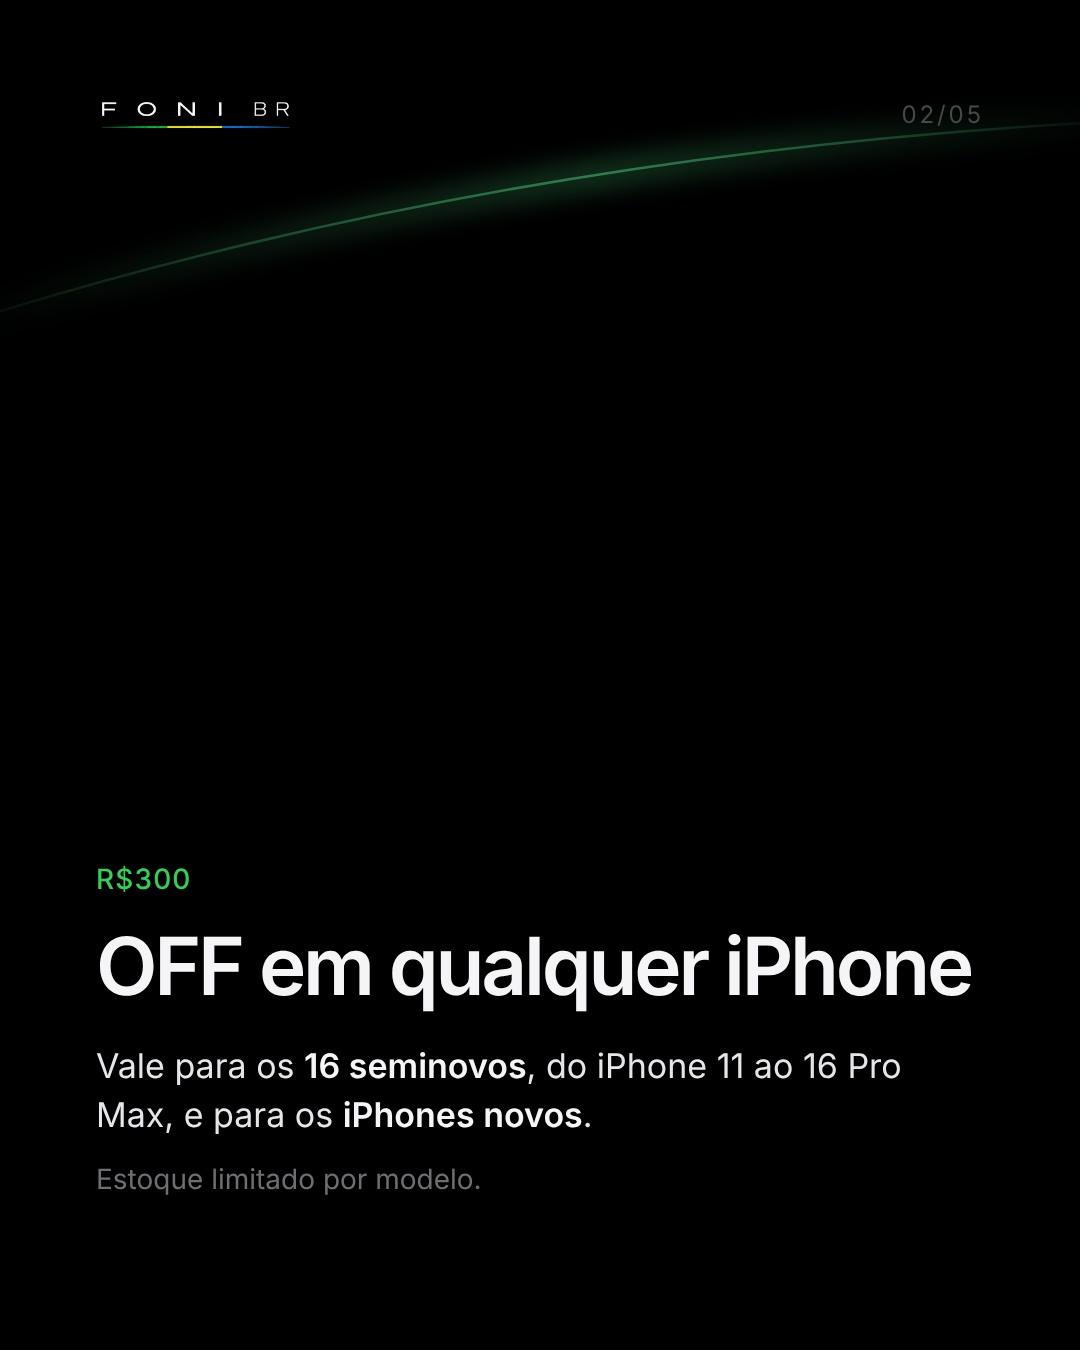 FONI BR
02/05
R$300
OFF em qualquer iPhone
Vale para os 16 seminovos, do iPhone 11 ao 16 Pro
Max, e para os iPhones novos.
Estoque limitado por modelo.